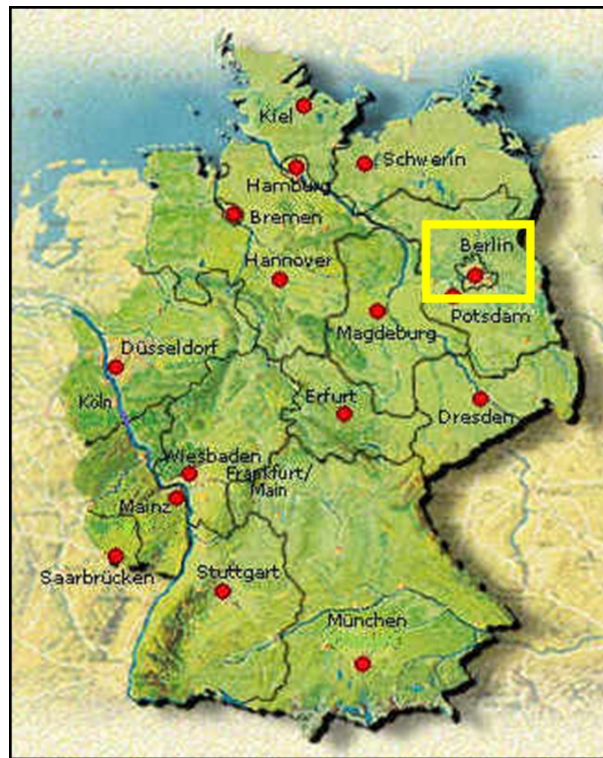 Kiel
Schwerin
Hamburg
Bremen
Berlin
Hannover
Potsdam
Magdeburg
Düsseldorf
Köln
Erfurt
Dresden
Wiesbaden
Frankfurt/
Main
Mainz
Saarbrücken
Stuttgart
München